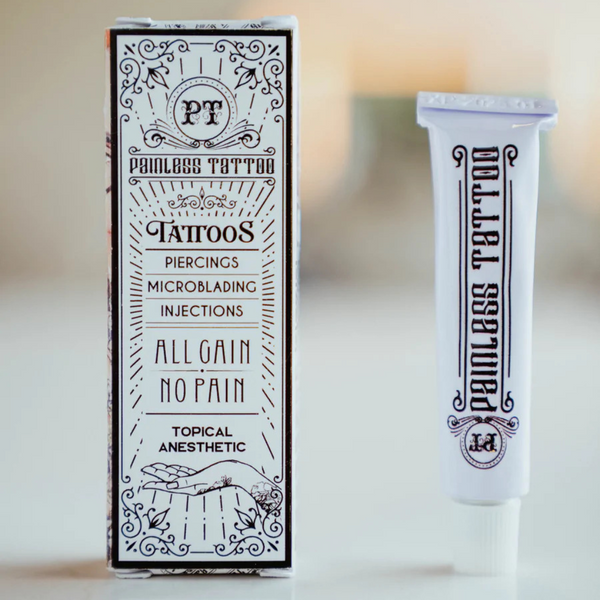 PT
PAINLESS TATTOO
TATTOOS
PIERCINGS
MICROBLADING
INJECTIONS
ALL GAIN
NO PAIN
TOPICAL
ANESTHETIC
PAINLESS TATTOO
PT